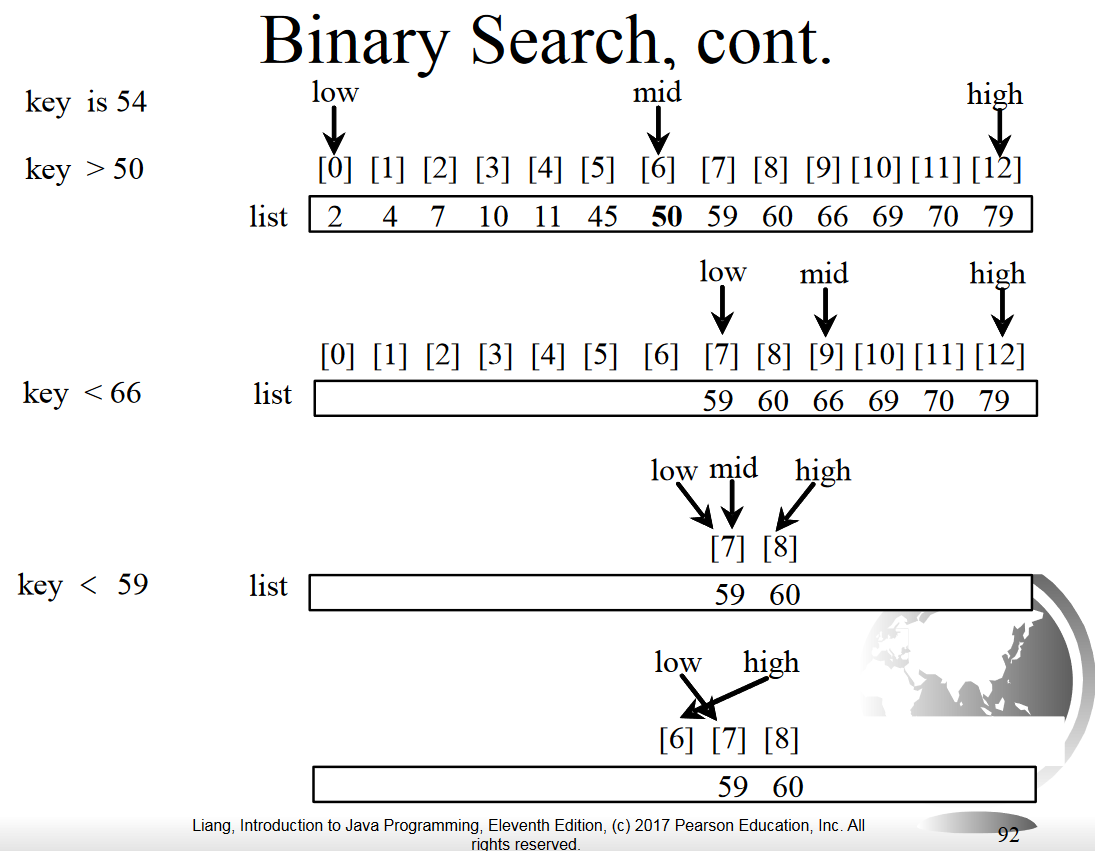 Binary Search, cont.
key is 54
low mid high
key > 50
[0] [1] [2] [3] [4] [5] [6] [7] [8] [9] [10] [11] [12]
list 2 4 7 10 11 45 50 59 60 66 69 70 79
low mid high
[0] [1] [2] [3] [4] [5] [6] [7] [8] [9] [10] [11] [12]
key < 66 list 59 60 66 69 70 79
low mid high
[7] [8]
key < 59 list 59 60
low high
[6] [7] [8]
59 60
Liang, Introduction to Java Programming, Eleventh Edition, (c) 2017 Pearson Education, Inc. All
rights reserved.
92